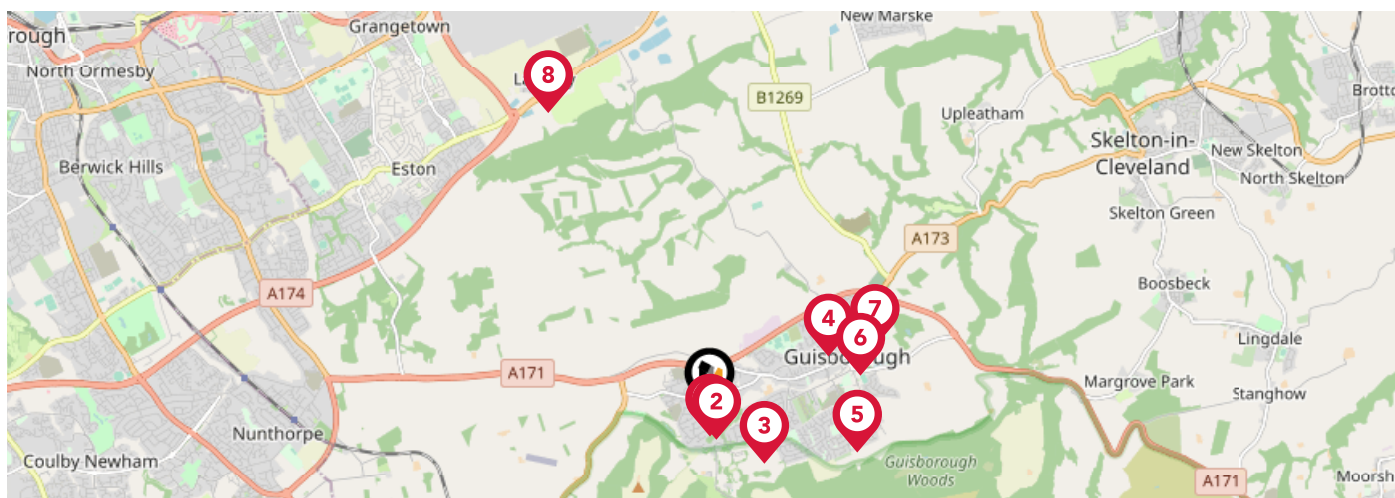 New Marske
Grangetown
rough
North Ormesby
8
B1269
Brotto
Upleatham
Skelton-in-
Cleveland
New Skelton
North Skelton
Berwick Hills
Eston
Skelton Green
A173
A174
Boosbeck
4
7
6
Guisborough
Lingdale
A171
Margrove Park
Stanghow
2
3
5
Nunthorpe
Coulby Newham
Guisborough
Woods
A171
Moorsh